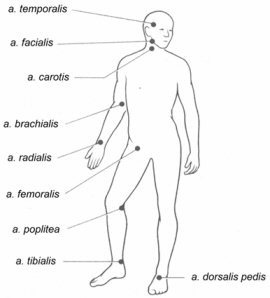 a. temporalis
a. facialis
a. carotis
a. brachialis
a. radialis
a. femoralis
a. poplitea
a. tibialis
a. dorsalis pedis